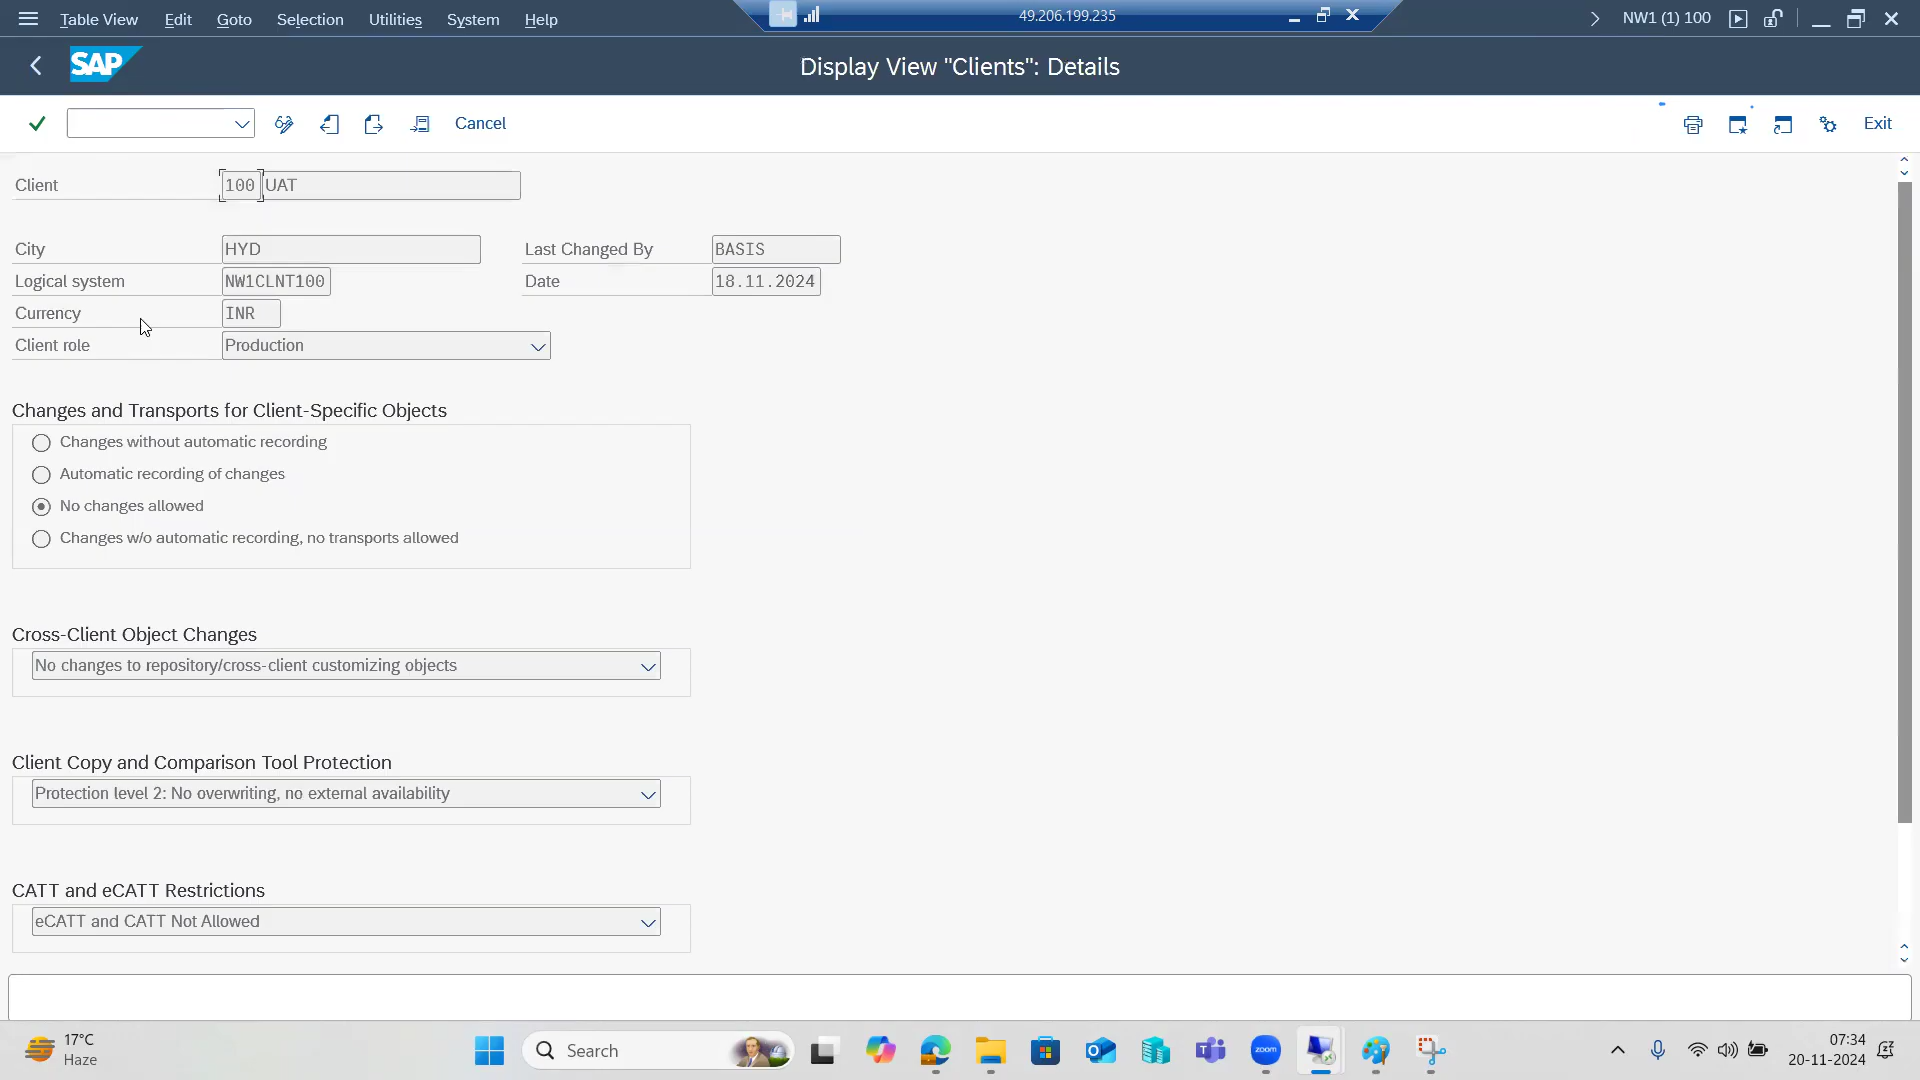 Table View Edit Goto Selection Utilities System Help
49.206.199.235
NW1 (1) 100
SAP
Display View "Clients": Details
Cancel
Exit
Client 100 UAT
City HYD Last Changed By BASIS
Logical system NW1CLNT100 Date 18.11.2024
Currency INR
Client role Production
Changes and Transports for Client-Specific Objects
Changes without automatic recording
Automatic recording of changes
No changes allowed
Changes w/o automatic recording, no transports allowed
Cross-Client Object Changes
No changes to repository/cross-client customizing objects
Client Copy and Comparison Tool Protection
Protection level 2: No overwriting, no external availability
CATT and eCATT Restrictions
eCATT and CATT Not Allowed
17°C
Haze
Search
zoom
07:34
20-11-2024